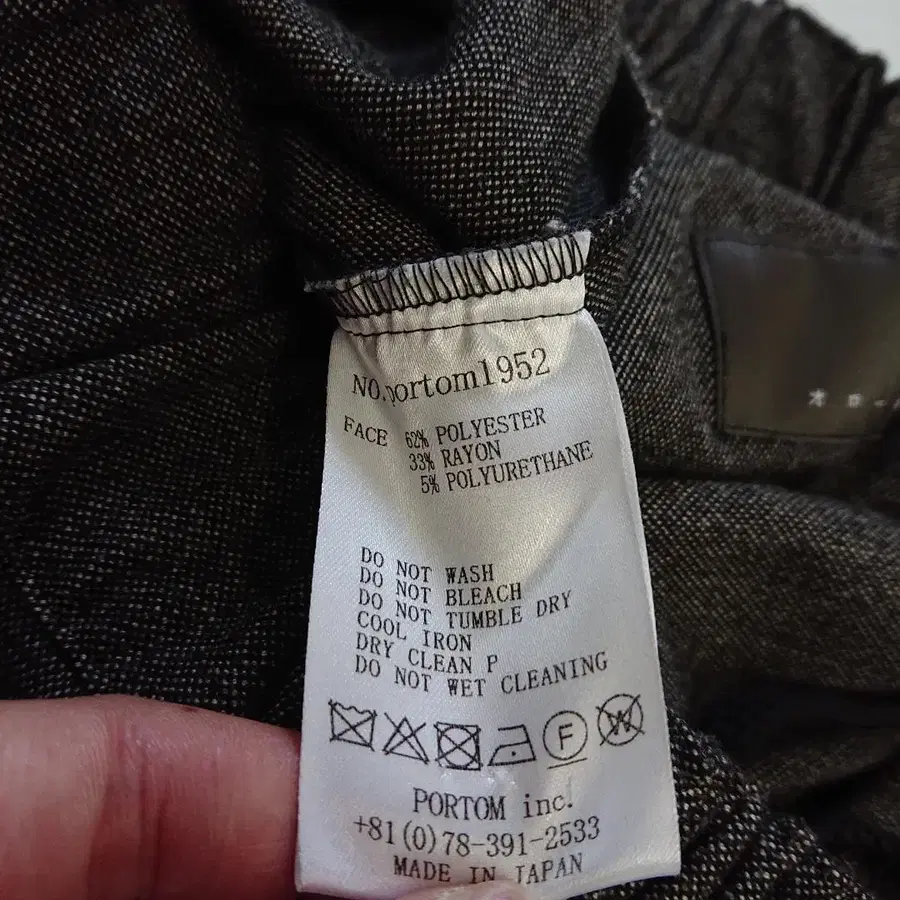 NO.portom1952
FACE 62% POLYESTER
33% RAYON
5% POLYURETHANE
DO NOT WASH
DO NOT BLEACH
DO NOT TUMBLE DRY
COOL IRON
DRY CLEAN P
DO NOT WET CLEANING
F W
PORTOM inc.
+81(0)78-391-2533
MADE IN JAPAN